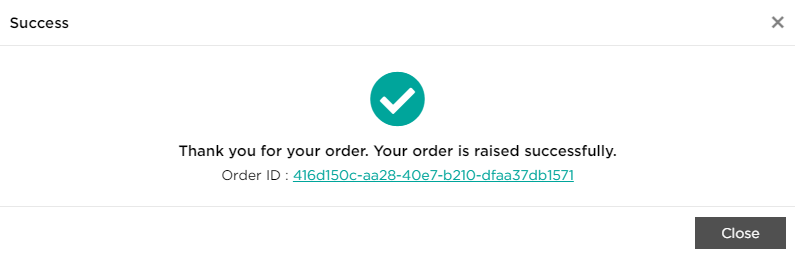 Success
Thank you for your order. Your order is raised successfully.
Order ID : 416d150c-aa28-40e7-b210-dfaa37db1571
Close